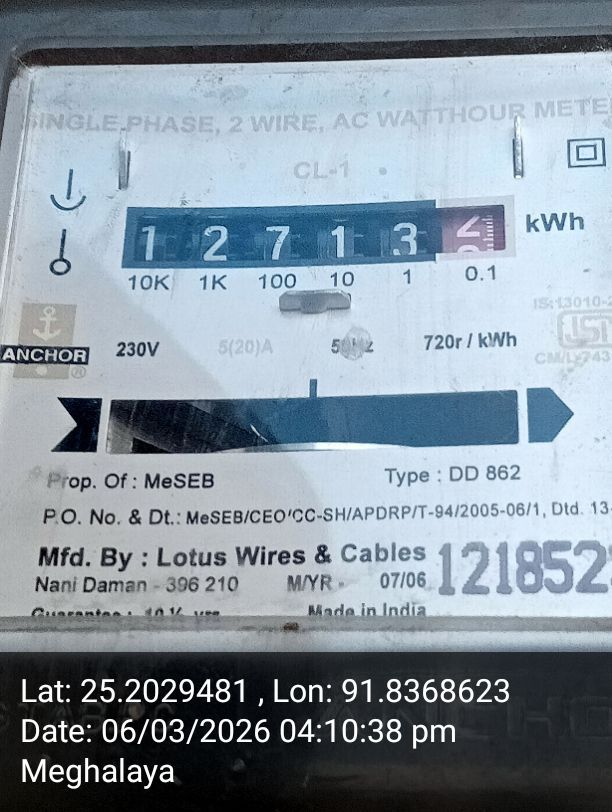 SINGLE PHASE, 2 WIRE, AC WATTHOUR METE
CL-1
1 2 7 1 3 kWh
10K 1K 100 10 1 0.1
IS:13010-
ANCHOR ® 230V 5(20)A 50Hz 720r / kWh
CM/L 743
Prop. Of : MeSEB Type : DD 862
P.O. No. & Dt.: MeSEB/CEO'CC-SH/APDRP/T-94/2005-06/1, Dtd. 13-
Mfd. By : Lotus Wires & Cables 121852
Nani Daman - 396 210 M/YR - 07/06
Guarantee : Made in India
Lat: 25.2029481 , Lon: 91.8368623
Date: 06/03/2026 04:10:38 pm
Meghalaya